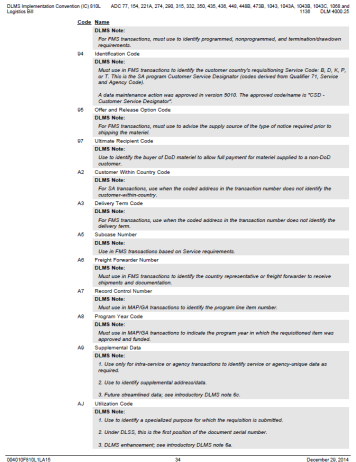 DLMS Implementation Convention (IC) 810L ADC 77, 154, 221A, 274, 290, 315, 332, 350, 435, 436, 448, 448B, 473B, 1043, 1043A, 1043B, 1043C, 1068 and
Logistics Bill 1108 DLM 4000.25
Code Name
DLMS Note:
For FMS transactions, must use to identify programmed, nonprogrammed, and termination/drawdown
requirements.
94 Identification Code
DLMS Note:
Must use in FMS transactions to identify the customer country's requisitioning Service Code: B, D, K, P,
or T. This is the SA program Customer Service Designator (codes derived from Qualifier 71, Service
and Agency Code).
A data maintenance action was approved in version 5010. The approved code/name is "CSD -
Customer Service Designator".
95 Offer and Release Option Code
DLMS Note:
For FMS transactions, must use to advise the supply source of the type of notice required prior to
shipping the materiel.
97 Ultimate Recipient Code
DLMS Note:
Use to identify the buyer of DoD materiel to allow full payment for materiel supplied to a non-DoD
customer.
A2 Customer Within Country Code
DLMS Note:
For SA transactions, use when the coded address in the transaction number does not identify the
customer-within-country.
A3 Delivery Term Code
DLMS Note:
For FMS transactions, use when the coded address in the transaction number does not identify the
delivery term.
A5 Subcase Number
DLMS Note:
Use in FMS transactions based on Service requirements.
A6 Freight Forwarder Number
DLMS Note:
Must use in FMS transactions to identify the country representative or freight forwarder to receive
shipments and documentation.
A7 Record Control Number
DLMS Note:
Must use in MAP/GA transactions to identify the program line item number.
A8 Program Year Code
DLMS Note:
Must use in MAP/GA transactions to indicate the program year in which the requisitioned item was
approved and funded.
A9 Supplemental Data
DLMS Note:
1. Use only for intra-service or agency transactions to identify service or agency-unique data as
required.
2. Use to identify supplementary address/data.
3. Future streamlined data; see introductory DLMS note 6c.
AJ Utilization Code
DLMS Note:
1. Use to identify a specialized purpose for which the requisition is submitted.
2. Under DLSS, this is the first position of the document serial number.
3. DLMS enhancement; see introductory DLMS note 6a.
004010F810L1LA15 34 December 29, 2014